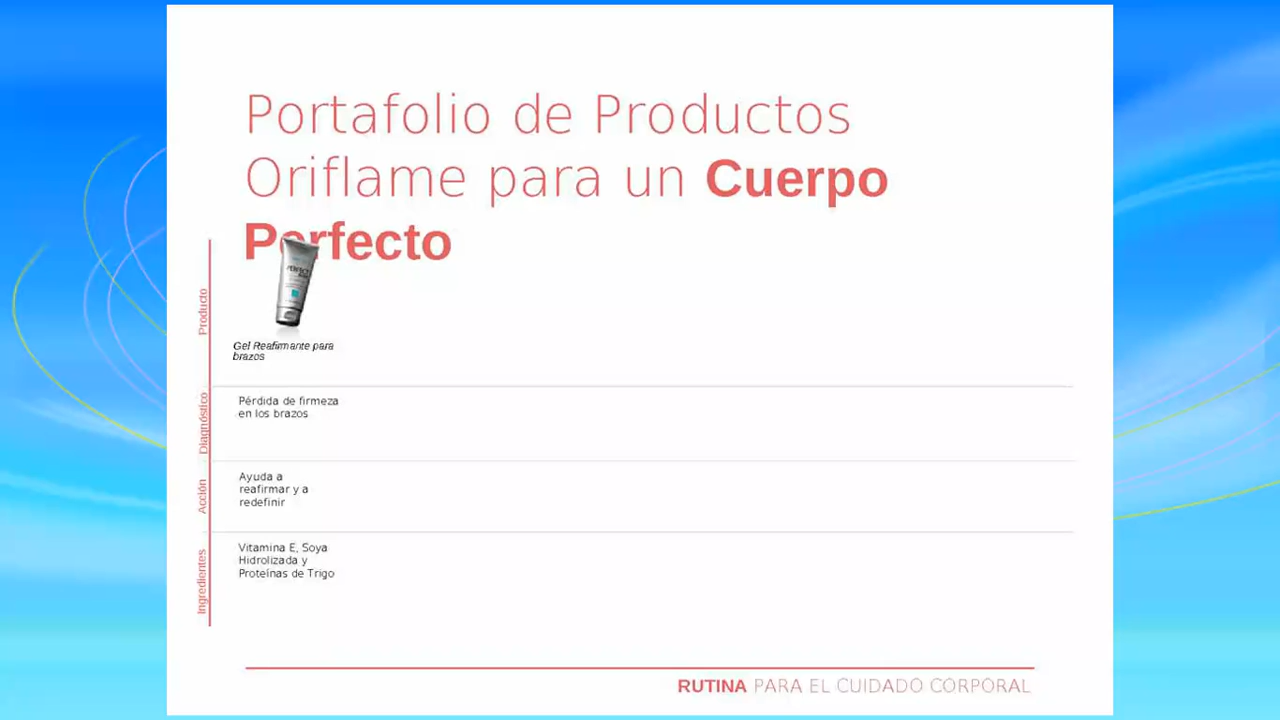 Portafolio de Productos
Oriflame para un Cuerpo
Perfecto
Producto
Gel Reafirmante para
brazos
Diagnóstico
Pérdida de firmeza
en los brazos
Acción
Ayuda a
reafirmar y a
redefinir
Ingredientes
Vitamina E, Soya
Hidrolizada y
Proteínas de Trigo
RUTINA PARA EL CUIDADO CORPORAL